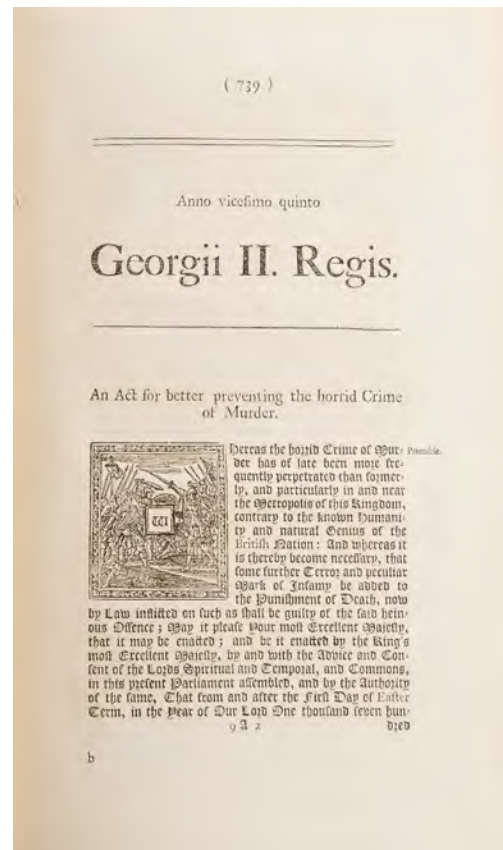 ( 739 )
Anno viceſimo quinto
Georgii II. Regis.
An Act for better preventing the horrid Crime
of Murder.
Whereas the horrid Crime of Mur- Preamble.
der has of late been more fre-
quently perpetrated than former-
ly, and particularly in and near
the Metropolis of this Kingdom,
contrary to the known Humani-
ty and natural Genius of the
Britiſh Nation: And whereas it
is thereby become neceſſary, that
ſome further Terror and peculiar
Mark of Infamy be added to
the Puniſhment of Death, now
by Law inflicted on ſuch as ſhall be guilty of the ſaid hein-
ous Offence; May it pleaſe Your moſt Excellent Majeſty,
that it may be enacted; and be it enacted by the King's
moſt Excellent Majeſty, by and with the Advice and Con-
ſent of the Lords Spiritual and Temporal, and Commons,
in this preſent Parliament aſſembled, and by the Authority
of the ſame, That from and after the Firſt Day of Eaſter
Term, in the Year of Our Lord One thouſand ſeven hun-
9 A 2 dred
b